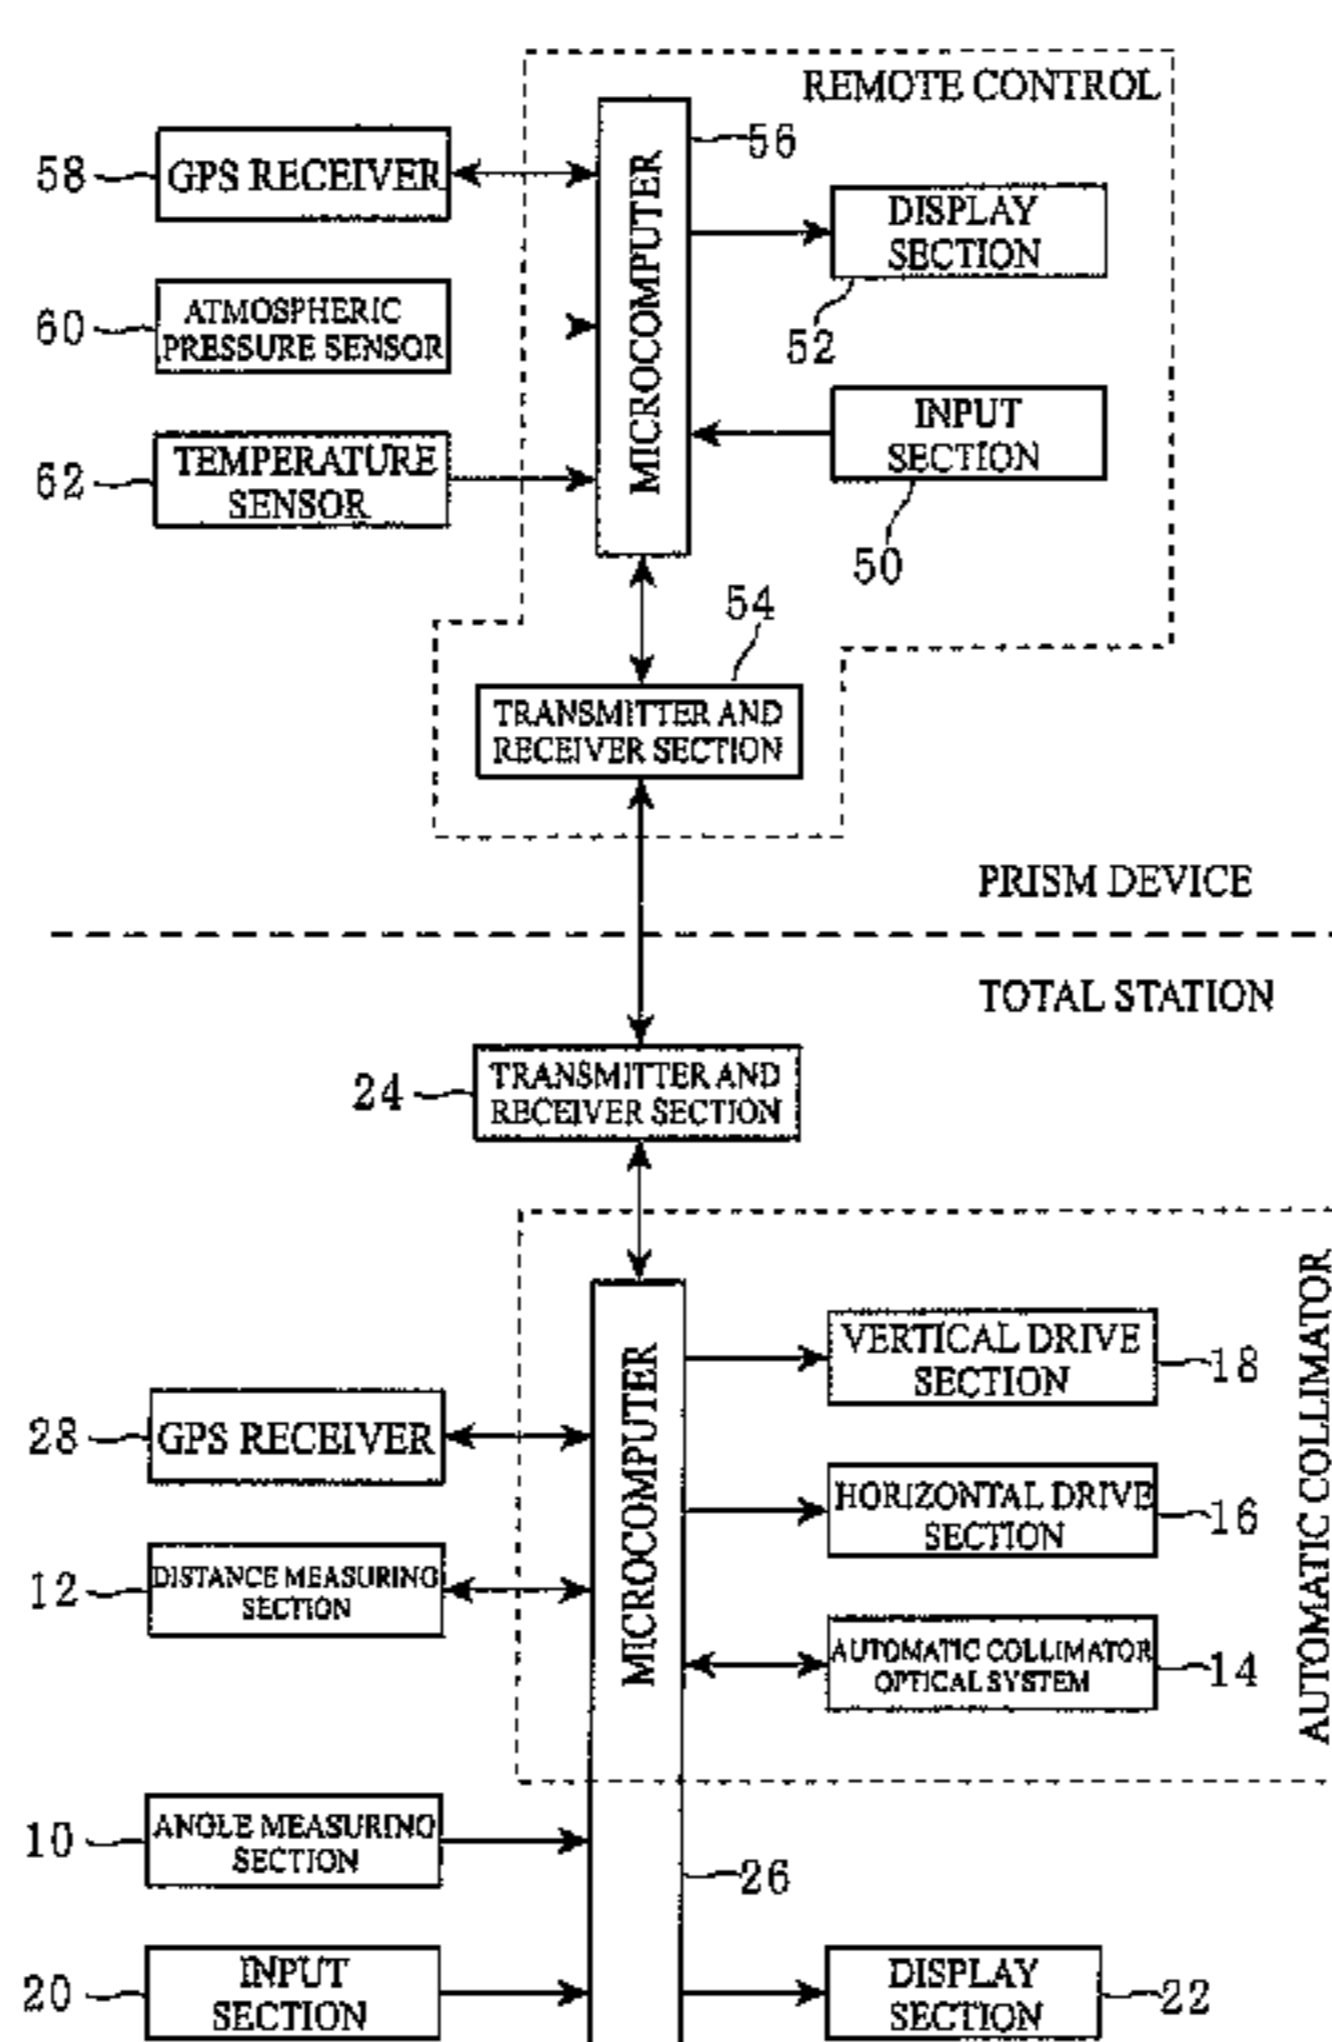 REMOTE CONTROL
56
58
GPS RECEIVER
MICROCOMPUTER
DISPLAY
SECTION
52
60
ATMOSPHERIC
PRESSURE SENSOR
INPUT
SECTION
50
62
TEMPERATURE
SENSOR
54
TRANSMITTER AND
RECEIVER SECTION
PRISM DEVICE
TOTAL STATION
24
TRANSMITTER AND
RECEIVER SECTION
AUTOMATIC COLLIMATOR
MICROCOMPUTER
VERTICAL DRIVE
SECTION
18
28
GPS RECEIVER
HORIZONTAL DRIVE
SECTION
16
12
DISTANCE MEASURING
SECTION
AUTOMATIC COLLIMATOR
OPTICAL SYSTEM
14
10
ANGLE MEASURING
SECTION
26
20
INPUT
SECTION
DISPLAY
SECTION
22